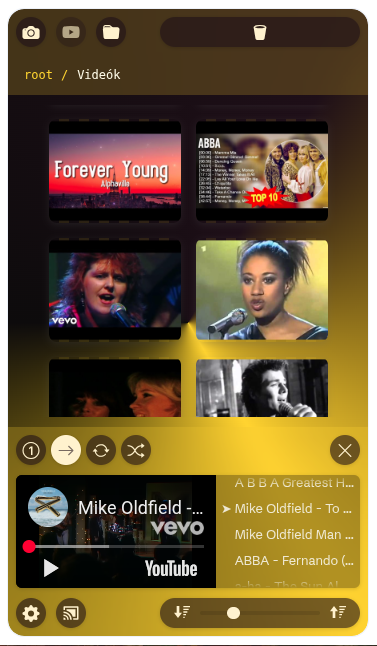 root / Videók
Forever Young
Alphaville
ABBA
TOP 10
vevo
1
Mike Oldfield -...
vevo
YouTube
A B B A Greatest H...
➤ Mike Oldfield - To ...
Mike Oldfield Man ...
ABBA - Fernando (...